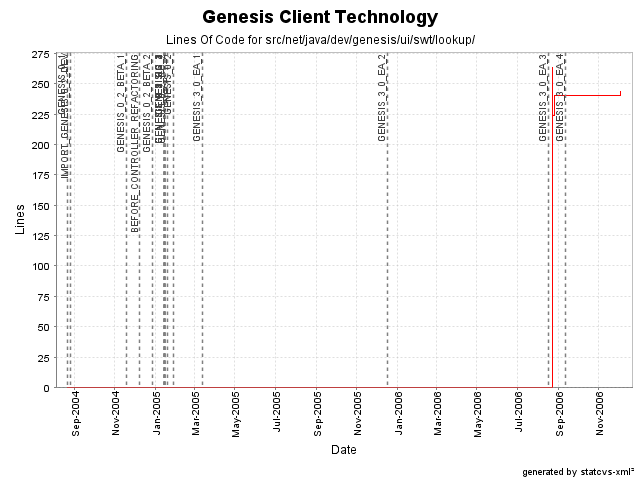 Genesis Client Technology
Lines Of Code for src/net/java/dev/genesis/ui/swt/lookup/
Lines
275
250
225
200
175
150
125
100
75
50
25
0
GENESIS_0_2_BETA_1
BEFORE_CONTROLLER_REFACTORING
GENESIS_0_2_BETA_2
GENESIS_3_0_EA_1
GENESIS_3_0_EA_2
GENESIS_3_0_EA_3
GENESIS_3_0_EA_4
Sep-2004
Nov-2004
Jan-2005
Mar-2005
May-2005
Jul-2005
Sep-2005
Nov-2005
Jan-2006
Mar-2006
May-2006
Jul-2006
Sep-2006
Nov-2006
Date
generated by statcvs-xml²